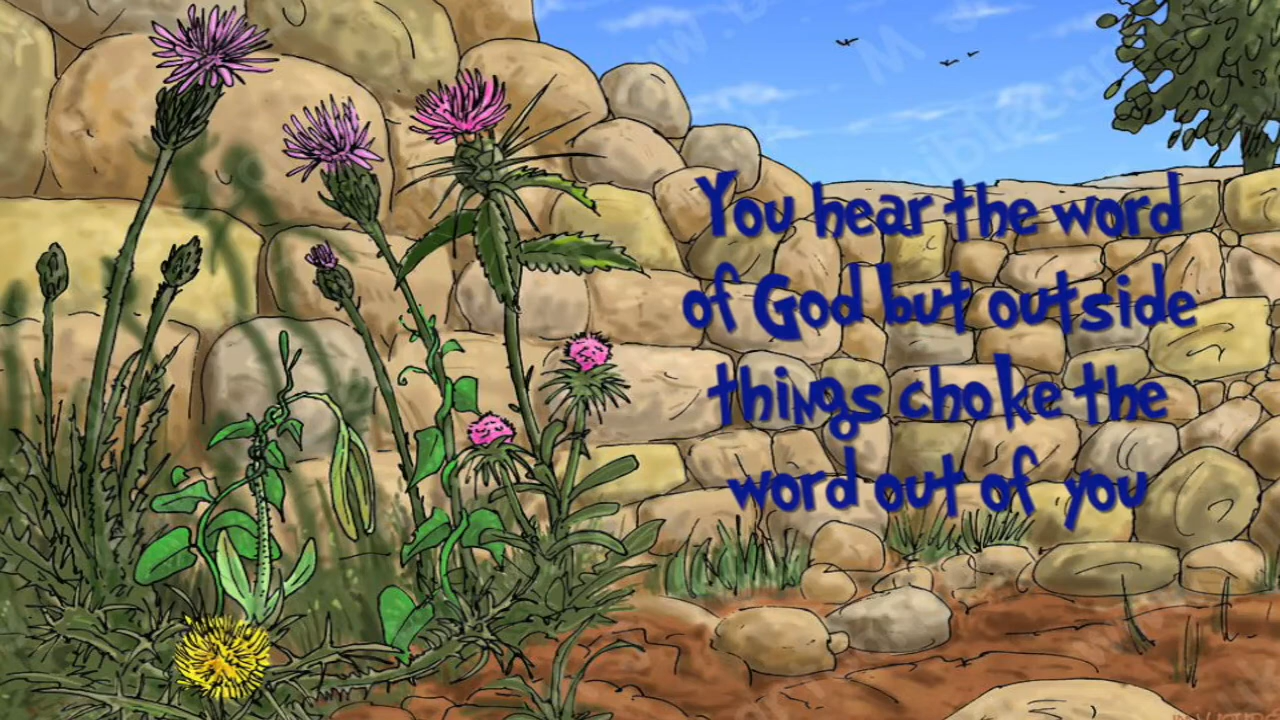 You hear the word
of God but outside
things choke the
word out of you